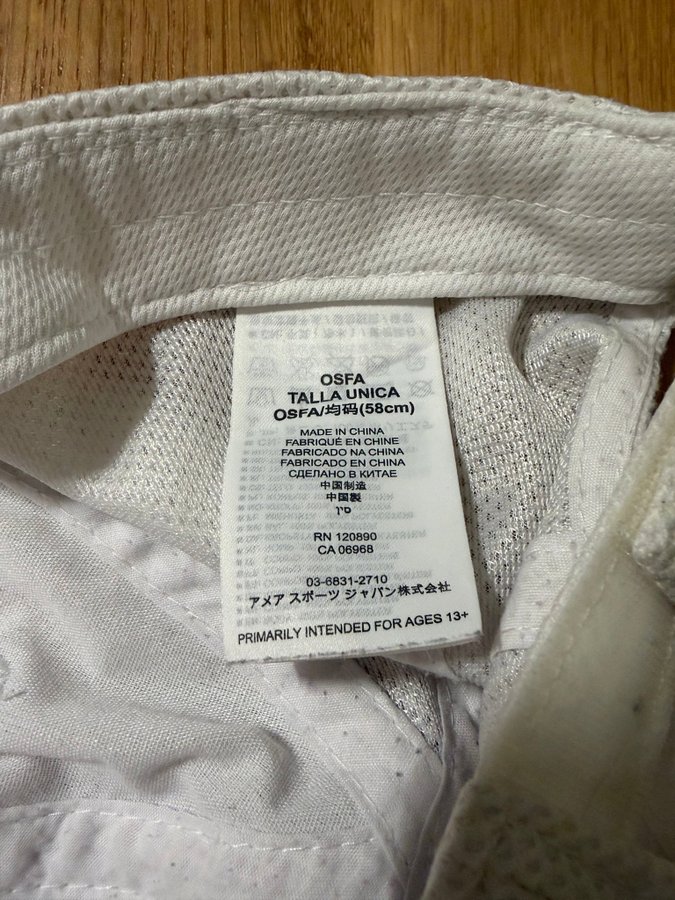 OSFA
TALLA UNICA
OSFA/均码(58cm)
MADE IN CHINA
FABRIQUÉ EN CHINE
FABRICADO NA CHINA
FABRICADO EN CHINA
СДЕЛАНО В КИТАЕ
中国制造
中国製
סין
RN 120890
CA 06968
03-6831-2710
アメア スポーツ ジャパン株式会社
PRIMARILY INTENDED FOR AGES 13+